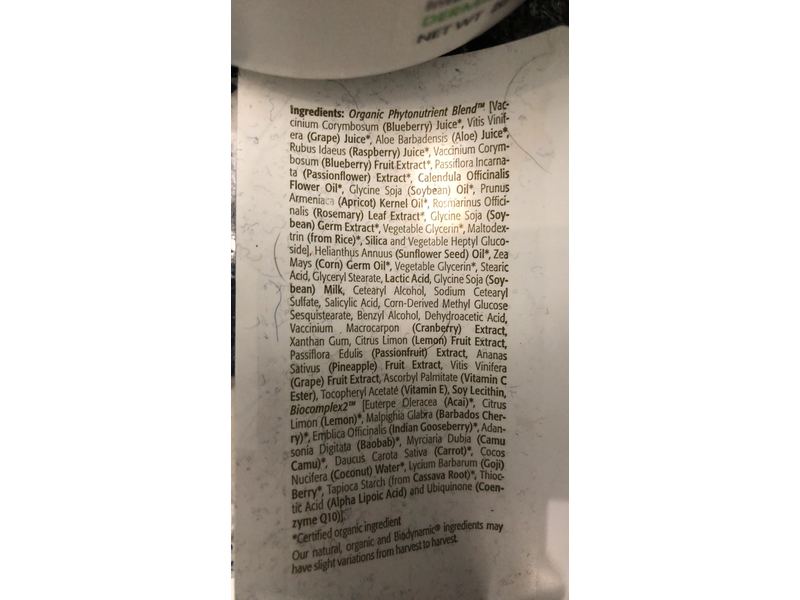 DERM
NET WT
Ingredients: Organic Phytonutrient Blend™ [Vac-
cinium Corymbosum (Blueberry) Juice*, Vitis Vinif-
era (Grape) Juice*, Aloe Barbadensis (Aloe) Juice*,
Rubus Idaeus (Raspberry) Juice*, Vaccinium Corym-
bosum (Blueberry) Fruit Extract*, Passiflora Incarna-
ta (Passionflower) Extract*, Calendula Officinalis
Flower Oil*, Glycine Soja (Soybean) Oil*, Prunus
Armeniaca (Apricot) Kernel Oil*, Rosmarinus Offici-
nalis (Rosemary) Leaf Extract*, Glycine Soja (Soy-
bean) Germ Extract*, Vegetable Glycerin*, Maltodex-
trin (from Rice)*, Silica and Vegetable Heptyl Gluco-
side], Helianthus Annuus (Sunflower Seed) Oil*, Zea
Mays (Corn) Germ Oil*, Vegetable Glycerin*, Stearic
Acid, Glyceryl Stearate, Lactic Acid, Glycine Soja (Soy-
bean) Milk, Cetearyl Alcohol, Sodium Cetearyl
Sulfate, Salicylic Acid, Corn-Derived Methyl Glucose
Sesquistearate, Benzyl Alcohol, Dehydroacetic Acid,
Vaccinium Macrocarpon (Cranberry) Extract,
Xanthan Gum, Citrus Limon (Lemon) Fruit Extract,
Passiflora Edulis (Passionfruit) Extract, Ananas
Sativus (Pineapple) Fruit Extract, Vitis Vinifera
(Grape) Fruit Extract, Ascorbyl Palmitate (Vitamin C
Ester), Tocopheryl Acetate (Vitamin E), Soy Lecithin,
Biocomplex2™ [Euterpe Oleracea (Acai)*, Citrus
Limon (Lemon)*, Malpighia Glabra (Barbados Cher-
ry)*, Emblica Officinalis (Indian Gooseberry)*, Adan-
sonia Digitata (Baobab)*, Myrciaria Dubia (Camu
Camu)*, Daucus Carota Sativa (Carrot)*, Cocos
Nucifera (Coconut) Water*, Lycium Barbarum (Goji)
Berry*, Tapioca Starch (from Cassava Root)*, Thioc-
tic Acid (Alpha Lipoic Acid) and Ubiquinone (Coen-
zyme Q10)].
*Certified organic ingredient
Our natural, organic and Biodynamic® ingredients may
have slight variations from harvest to harvest.